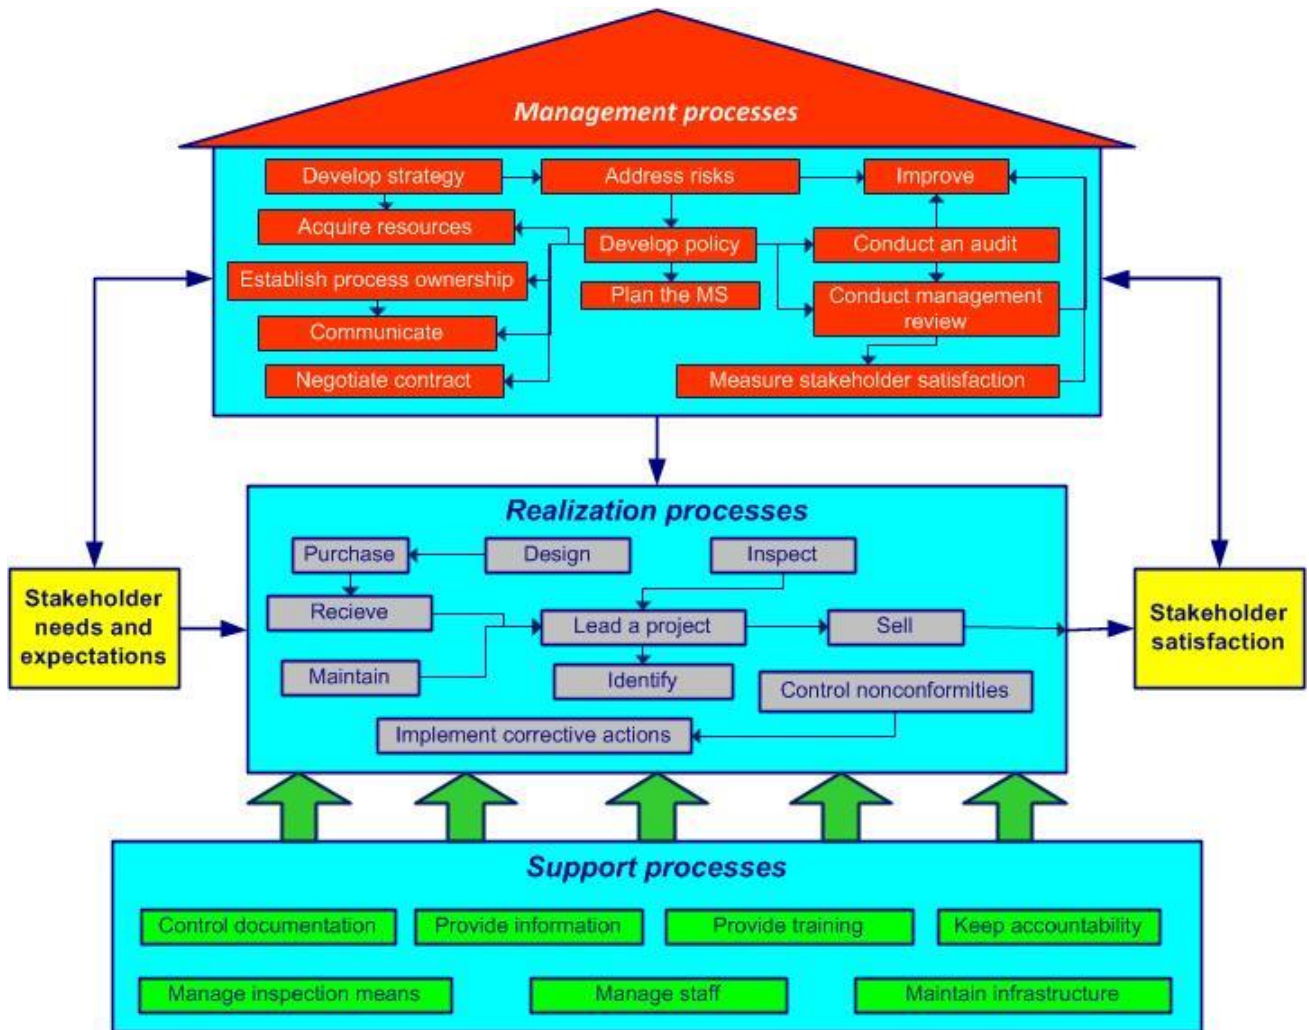 Management processes
Develop strategy
Address risks
Improve
Acquire resources
Develop policy
Conduct an audit
Establish process ownership
Plan the MS
Conduct management
review
Communicate
Negotiate contract
Measure stakeholder satisfaction
Realization processes
Purchase
Design
Inspect
Stakeholder
needs and
expectations
Recieve
Lead a project
Sell
Stakeholder
satisfaction
Maintain
Identify
Control nonconformities
Implement corrective actions
Support processes
Control documentation
Provide information
Provide training
Keep accountability
Manage inspection means
Manage staff
Maintain infrastructure